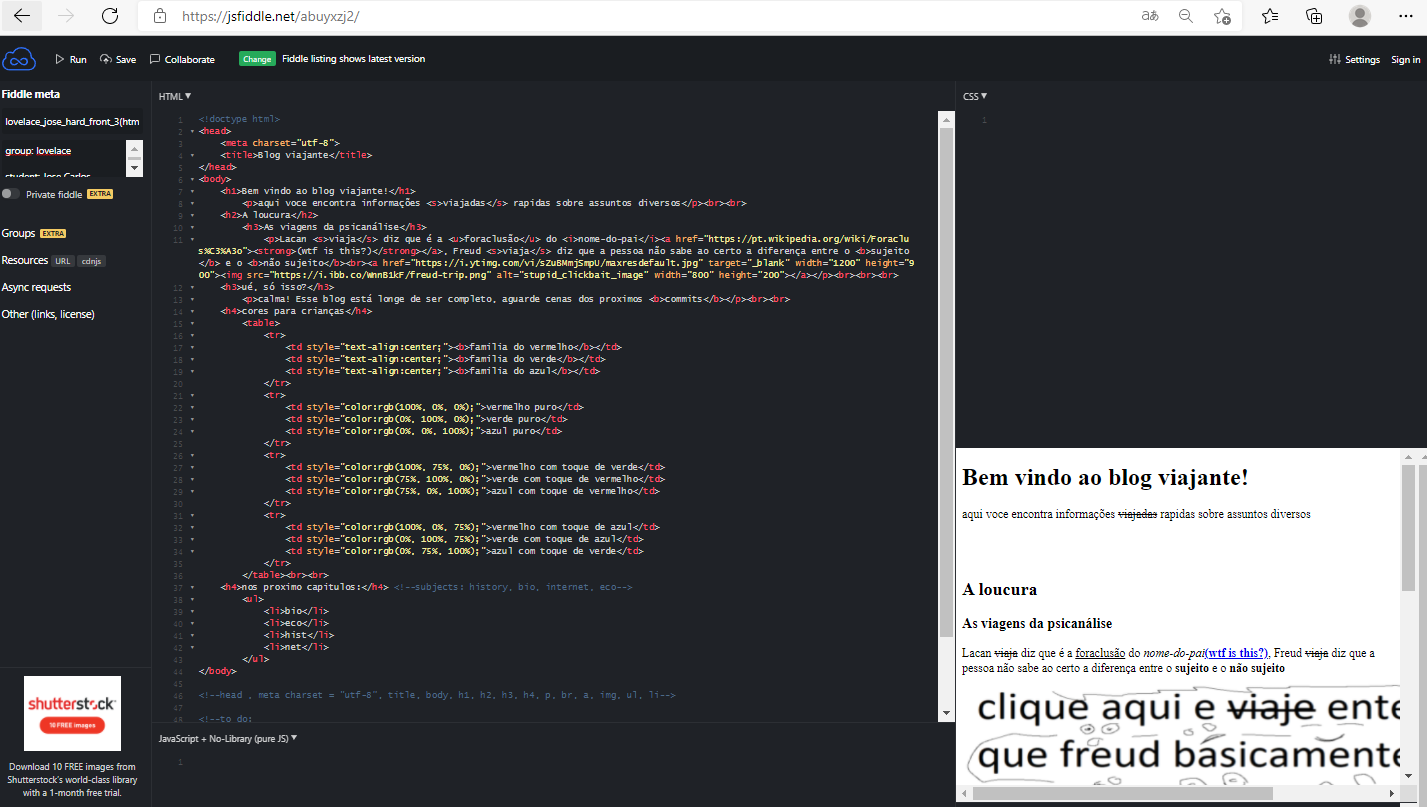 https://jsfiddle.net/abuyxzj2/
Run Save Collaborate Change Fiddle listing shows latest version Settings Sign in
Fiddle meta
lovelace_jose_hard_front_3(htm
group: lovelace
student: Jose Carlos
Private fiddle EXTRA
Groups EXTRA
Resources URL cdnjs
Async requests
Other (links, license)
shutterstock
10 FREE images
Download 10 FREE images from
Shutterstock's world-class library
with a 1-month free trial.
HTML
1 <!doctype html>
2 <head>
3 <meta charset="utf-8">
4 <title>Blog viajante</title>
5 </head>
6 <body>
7 <h1>Bem vindo ao blog viajante!</h1>
8 <p>aqui voce encontra informações <s>viajadas</s> rapidas sobre assuntos diversos</p><br><br>
9 <h2>A loucura</h2>
10 <h3>As viagens da psicanálise</h3>
11 <p>Lacan <s>viaja</s> diz que é a <u>foraclusão</u> do <i>nome-do-pai</i><a href="https://pt.wikipedia.org/wiki/Foraclu
s%C3%A3o"><strong>(wtf is this?)</strong></a>, Freud <s>viaja</s> diz que a pessoa não sabe ao certo a diferença entre o <b>sujeito
</b> e o <b>não sujeito</b><br><a href="https://i.ytimg.com/vi/sZuBMmjSmpU/maxresdefault.jpg" target="_blank" width="1200" height="9
00"><img src="https://i.ibb.co/WnnB1kF/freud-trip.png" alt="stupid_clickbait_image" width="800" height="200"></a></p><br><br><br>
12 <h3>ué, só isso?</h3>
13 <p>calma! Esse blog está longe de ser completo, aguarde cenas dos proximos <b>commits</b></p><br><br>
14 <h4>cores para crianças</h4>
15 <table>
16 <tr>
17 <td style="text-align:center;"><b>familia do vermelho</b></td>
18 <td style="text-align:center;"><b>familia do verde</b></td>
19 <td style="text-align:center;"><b>familia do azul</b></td>
20 </tr>
21 <tr>
22 <td style="color:rgb(100%, 0%, 0%);">vermelho puro</td>
23 <td style="color:rgb(0%, 100%, 0%);">verde puro</td>
24 <td style="color:rgb(0%, 0%, 100%);">azul puro</td>
25 </tr>
26 <tr>
27 <td style="color:rgb(100%, 75%, 0%);">vermelho com toque de verde</td>
28 <td style="color:rgb(75%, 100%, 0%);">verde com toque de vermelho</td>
29 <td style="color:rgb(75%, 0%, 100%);">azul com toque de vermelho</td>
30 </tr>
31 <tr>
32 <td style="color:rgb(100%, 0%, 75%);">vermelho com toque de azul</td>
33 <td style="color:rgb(0%, 100%, 75%);">verde com toque de azul</td>
34 <td style="color:rgb(0%, 75%, 100%);">azul com toque de verde</td>
35 </tr>
36 </table><br><br>
37 <h4>nos proximo capitulos:</h4> <!--subjects: history, bio, internet, eco-->
38 <ul>
39 <li>bio</li>
40 <li>eco</li>
41 <li>hist</li>
42 <li>net</li>
43 </ul>
44 </body>
45
46 <!--head , meta charset = "utf-8", title, body, h1, h2, h3, h4, p, br, a, img, ul, li-->
47
48 <!--to do:
JavaScript + No-Library (pure JS)
1
CSS
1
Bem vindo ao blog viajante!
aqui voce encontra informações viajadas rapidas sobre assuntos diversos
A loucura
As viagens da psicanálise
Lacan viaja diz que é a foraclusão do nome-do-pai(wtf is this?), Freud viaja diz que a
pessoa não sabe ao certo a diferença entre o sujeito e o não sujeito
clique aqui e viaje ente
que freud básicamente